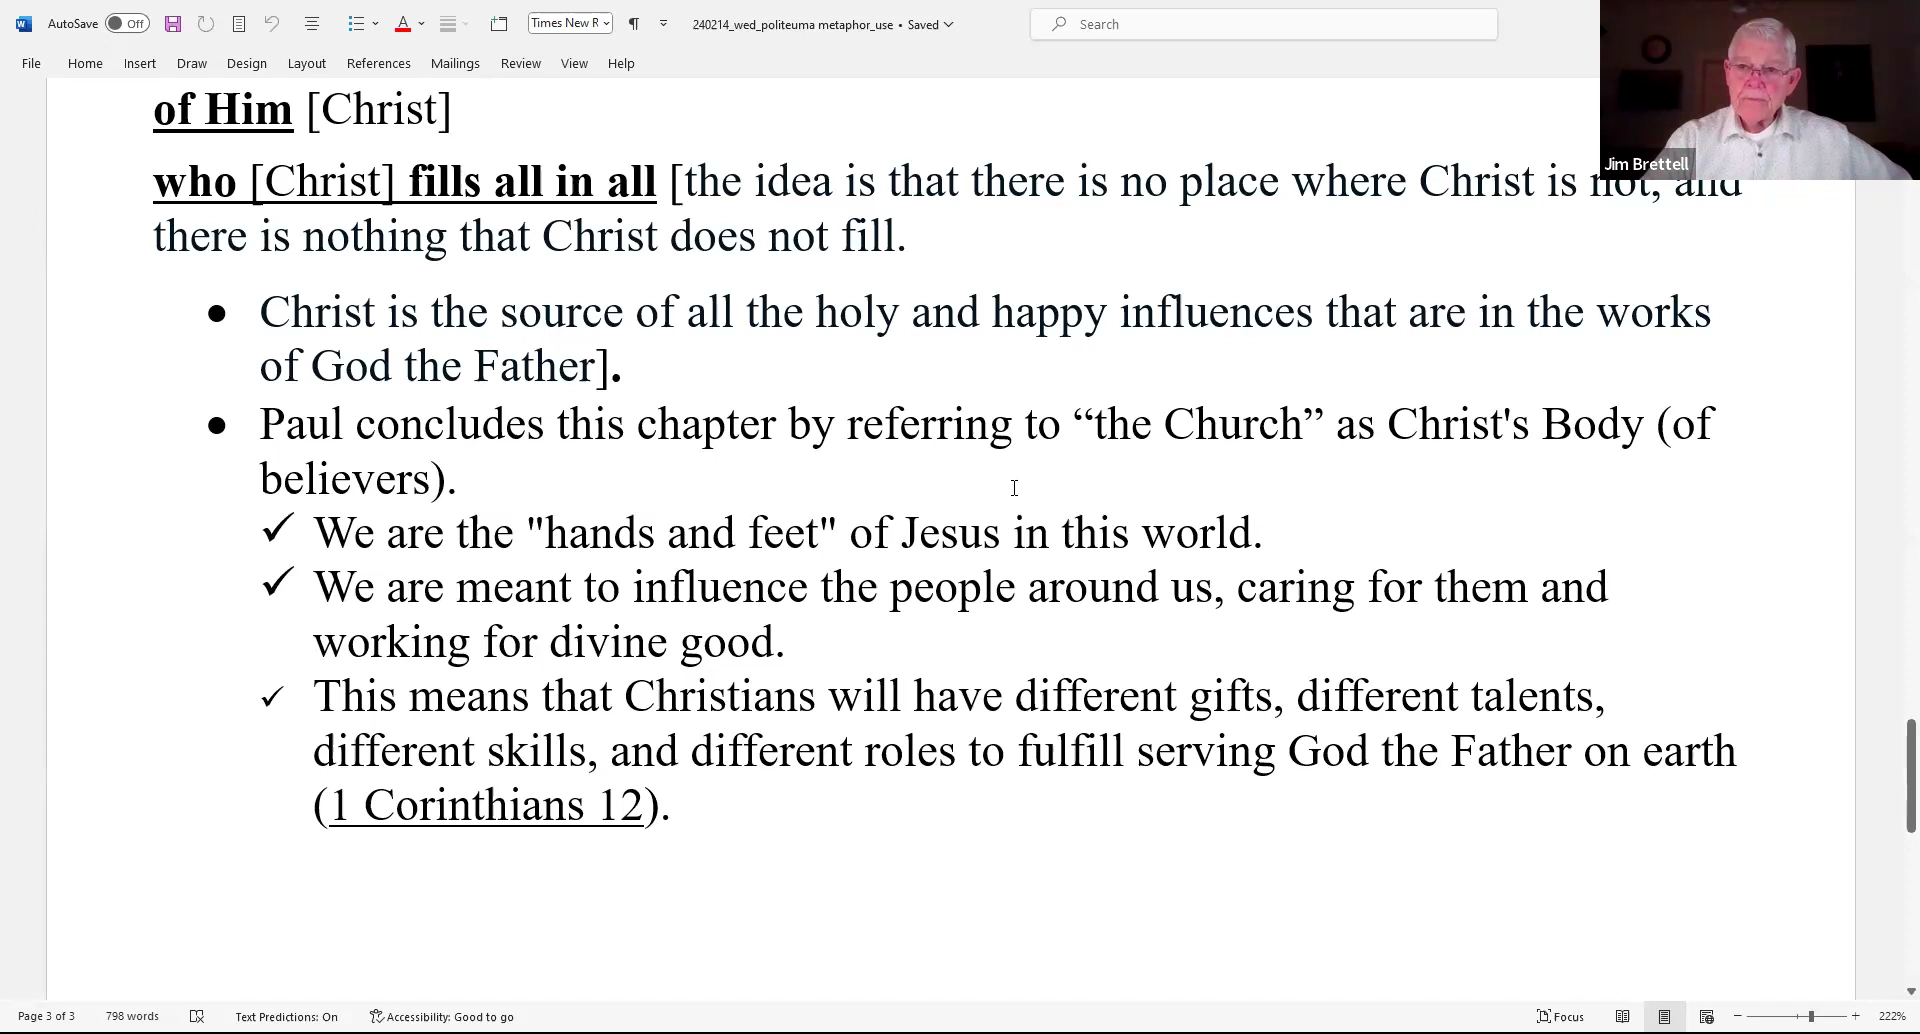 AutoSave Off Times New R 240214_wed_politeuma metaphor_use • Saved Search
File Home Insert Draw Design Layout References Mailings Review View Help
Jim Brettell
of Him [Christ]
who [Christ] fills all in all [the idea is that there is no place where Christ is not, and
there is nothing that Christ does not fill.
● Christ is the source of all the holy and happy influences that are in the works
of God the Father].
● Paul concludes this chapter by referring to “the Church” as Christ's Body (of
believers).
✓ We are the "hands and feet" of Jesus in this world.
✓ We are meant to influence the people around us, caring for them and
working for divine good.
✓ This means that Christians will have different gifts, different talents,
different skills, and different roles to fulfill serving God the Father on earth
(1 Corinthians 12).
Page 3 of 3 798 words Text Predictions: On Accessibility: Good to go Focus 222%